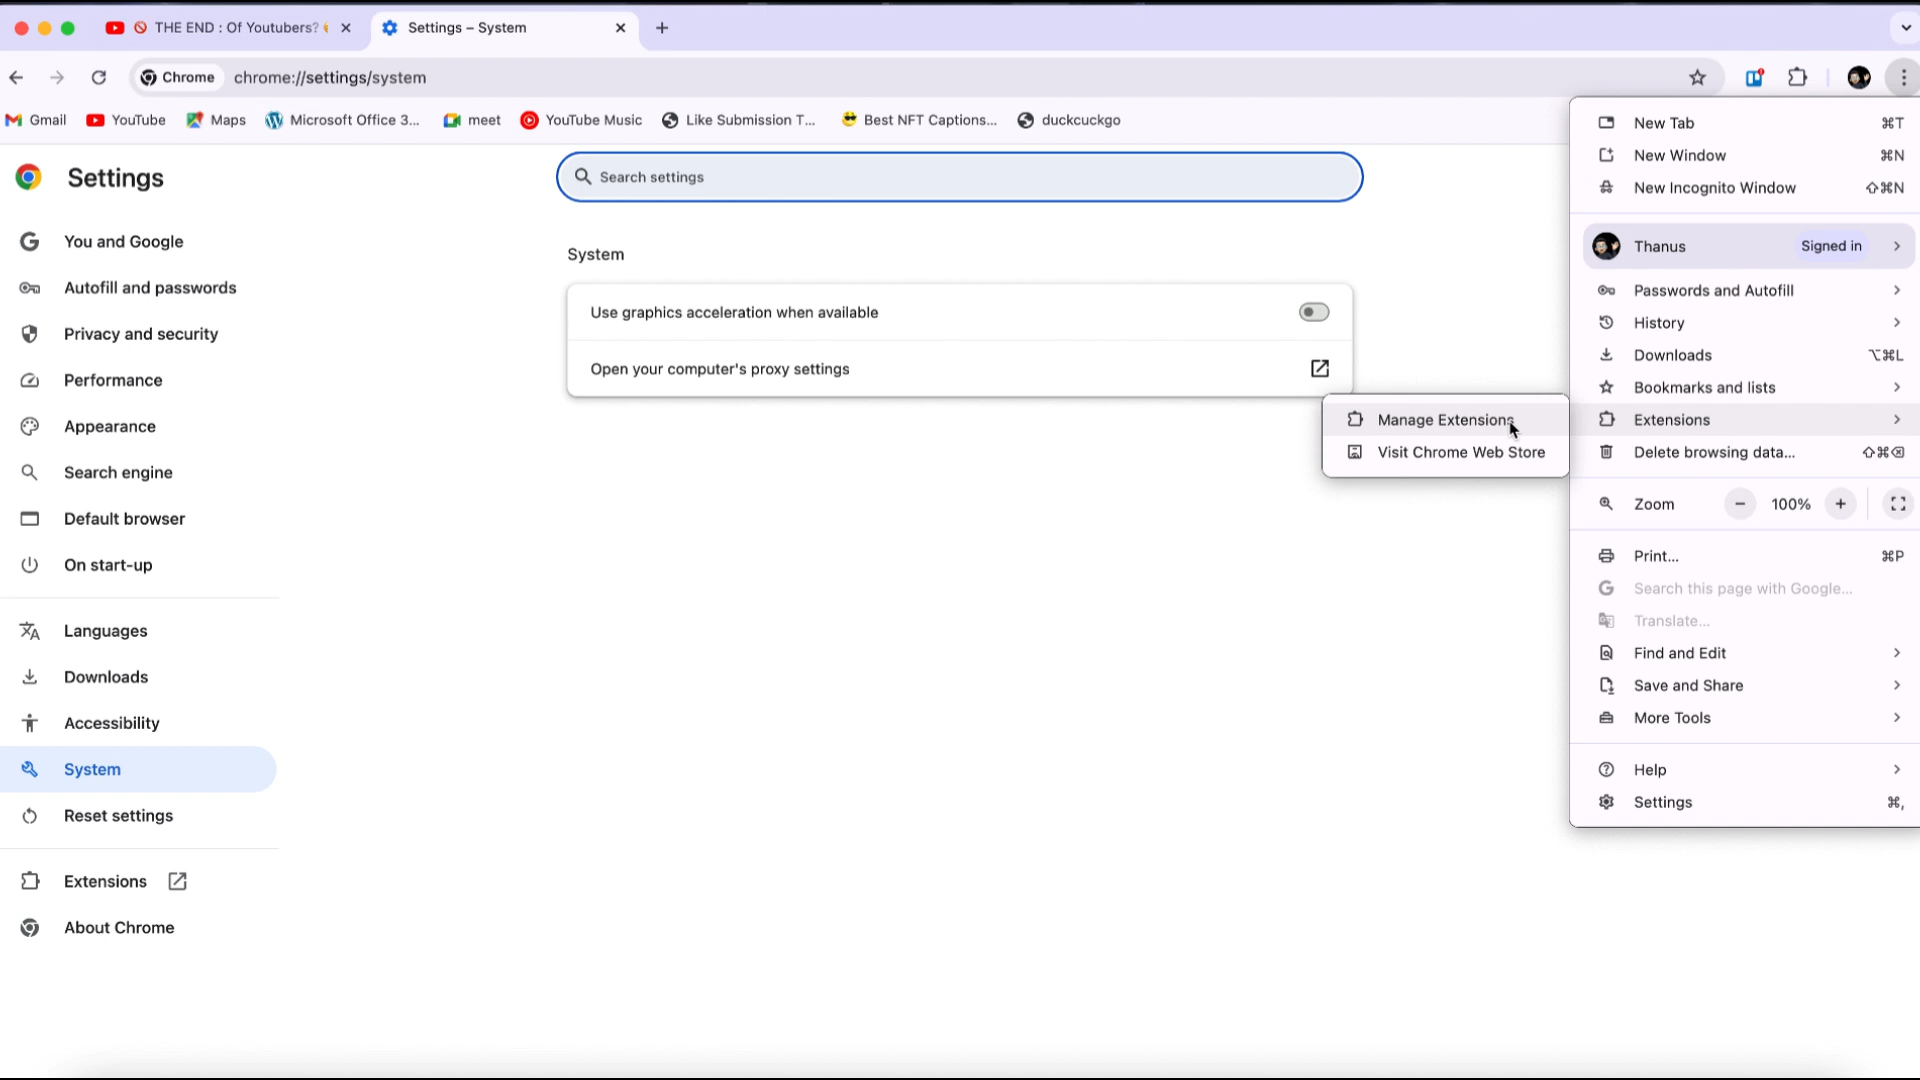 THE END : Of Youtubers?
Settings – System
Chrome chrome://settings/system
Gmail YouTube Maps Microsoft Office 3... meet YouTube Music Like Submission T... Best NFT Captions... duckcuckgo
Settings
Search settings
You and Google
Autofill and passwords
Privacy and security
Performance
Appearance
Search engine
Default browser
On start-up
Languages
Downloads
Accessibility
System
Reset settings
Extensions
About Chrome
System
Use graphics acceleration when available
Open your computer's proxy settings
Manage Extensions
Visit Chrome Web Store
New Tab ⌘T
New Window ⌘N
New Incognito Window ⇧⌘N
Thanus Signed in
Passwords and Autofill
History
Downloads ⌥⌘L
Bookmarks and lists
Extensions
Delete browsing data... ⇧⌘⌫
Zoom − 100% +
Print... ⌘P
Search this page with Google...
Translate...
Find and Edit
Save and Share
More Tools
Help
Settings ⌘,